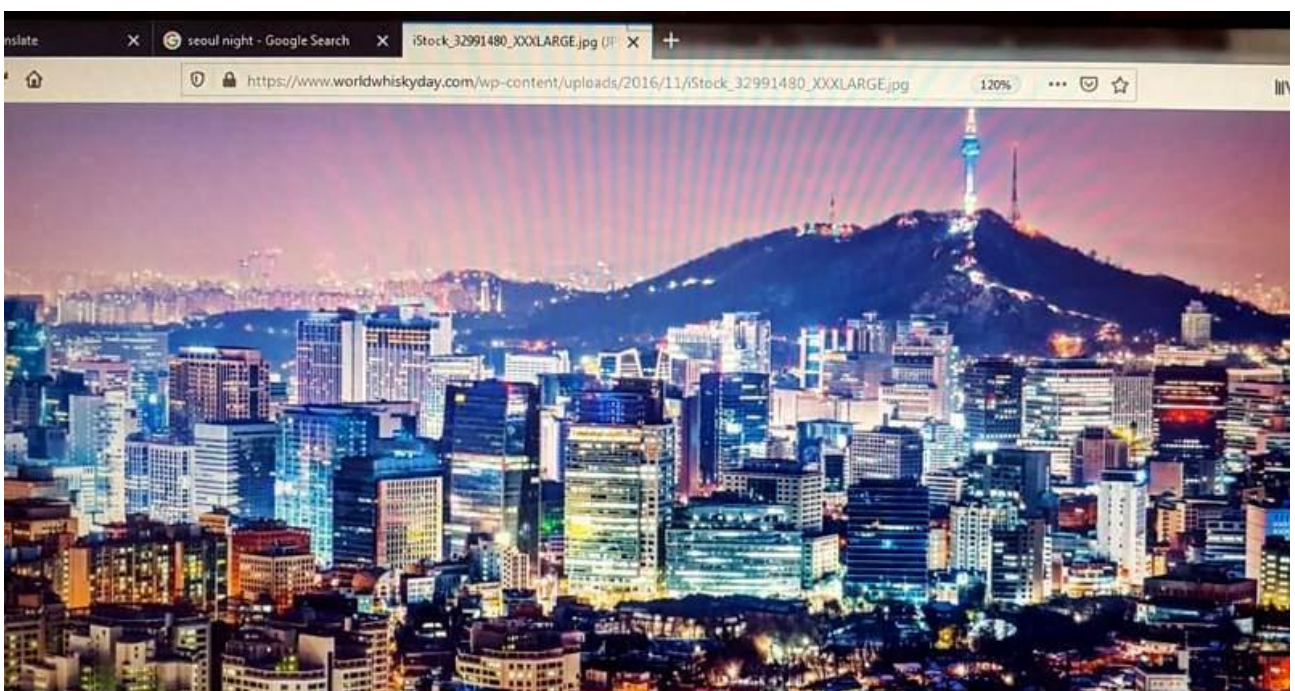 nslate
seoul night - Google Search
iStock_32991480_XXXLARGE.jpg (JP
https://www.worldwhiskyday.com/wp-content/uploads/2016/11/iStock_32991480_XXXLARGE.jpg
120%